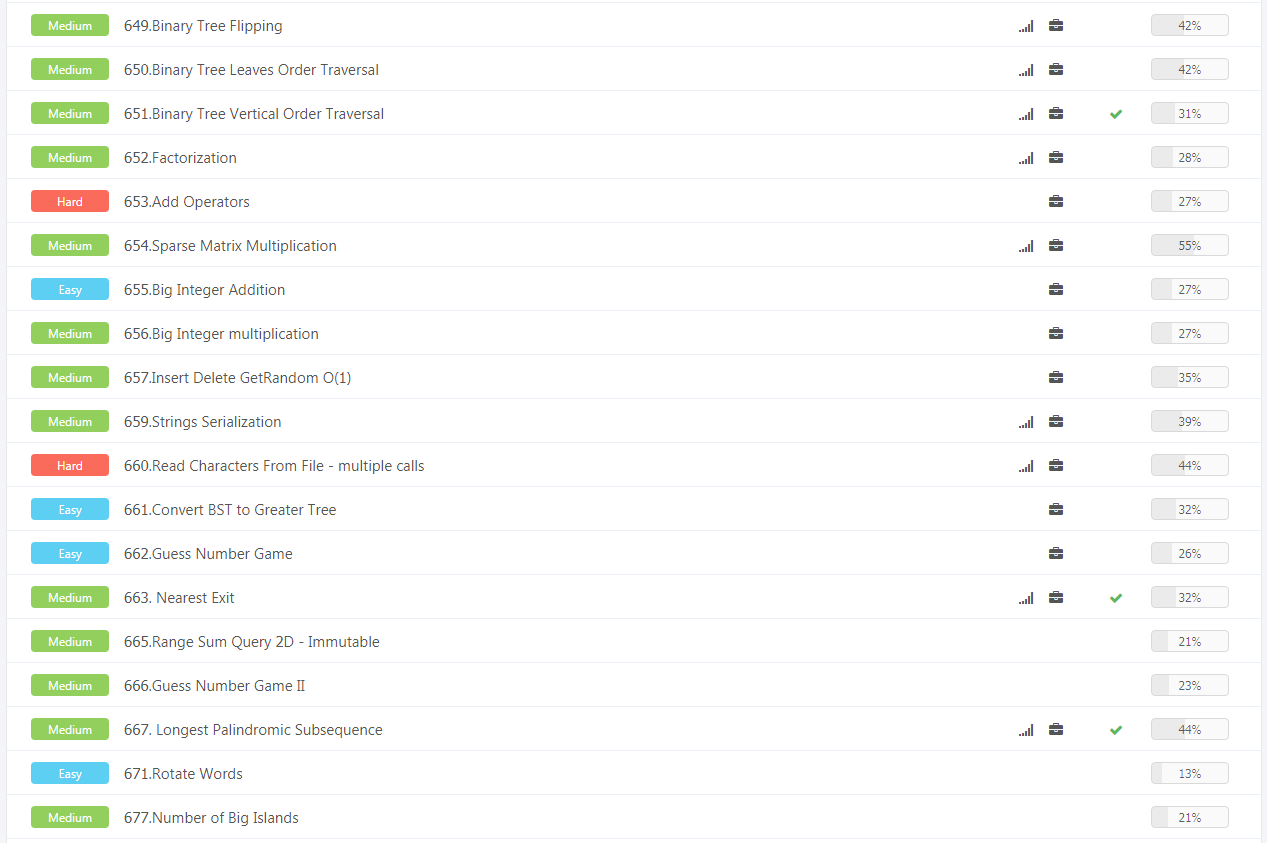 Medium 649.Binary Tree Flipping 42%
Medium 650.Binary Tree Leaves Order Traversal 42%
Medium 651.Binary Tree Vertical Order Traversal 31%
Medium 652.Factorization 28%
Hard 653.Add Operators 27%
Medium 654.Sparse Matrix Multiplication 55%
Easy 655.Big Integer Addition 27%
Medium 656.Big Integer multiplication 27%
Medium 657.Insert Delete GetRandom O(1) 35%
Medium 659.Strings Serialization 39%
Hard 660.Read Characters From File - multiple calls 44%
Easy 661.Convert BST to Greater Tree 32%
Easy 662.Guess Number Game 26%
Medium 663. Nearest Exit 32%
Medium 665.Range Sum Query 2D - Immutable 21%
Medium 666.Guess Number Game II 23%
Medium 667. Longest Palindromic Subsequence 44%
Easy 671.Rotate Words 13%
Medium 677.Number of Big Islands 21%